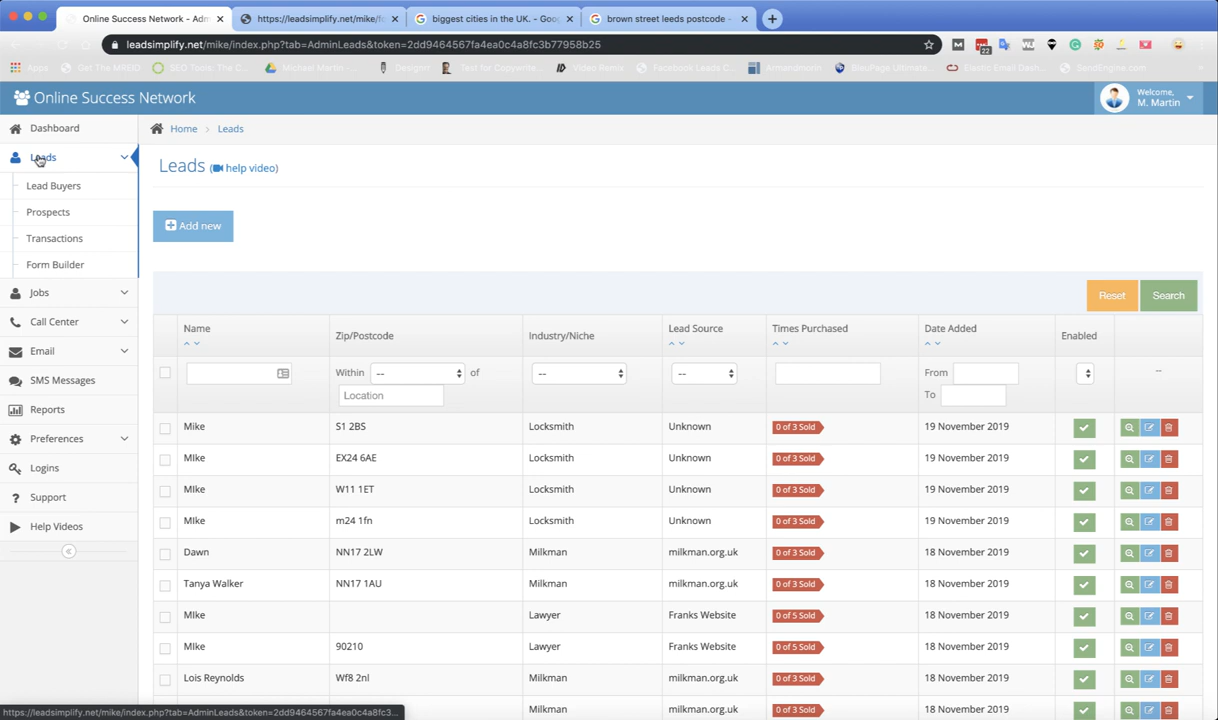 Online Success Network - Adm
https://leadsimplify.net/mike/fe
biggest cities in the UK. - Goo
brown street leeds postcode -
leadsimplify.net/mike/index.php?tab=AdminLeads&token=2dd9464567fa4ea0c4a8fc3b77958b25
22
Apps
Get The MREID
SEO Tools: The C...
Michael Martin...
Designrr
Test for Copywrite...
Video Remix
Facebook Leads C...
BleuPage Ultimate...
Elastic Email Dash...
SendEngine.com
Online Success Network
Welcome,
M. Martin
Dashboard
Leads
Lead Buyers
Prospects
Transactions
Form Builder
Jobs
Call Center
Email
SMS Messages
Reports
Preferences
Logins
Support
Help Videos
Home > Leads
Leads (help video)
Add new
Reset Search
Name Zip/Postcode Industry/Niche Lead Source Times Purchased Date Added Enabled
Within -- of -- -- From --
Location To
Mike S1 2BS Locksmith Unknown 0 of 3 Sold 19 November 2019
MIke EX24 6AE Locksmith Unknown 0 of 3 Sold 19 November 2019
MIke W11 1ET Locksmith Unknown 0 of 3 Sold 19 November 2019
MIke m24 1fn Locksmith Unknown 0 of 3 Sold 19 November 2019
Dawn NN17 2LW Milkman milkman.org.uk 0 of 3 Sold 18 November 2019
Tanya Walker NN17 1AU Milkman milkman.org.uk 0 of 3 Sold 18 November 2019
MIke Lawyer Franks Website 0 of 5 Sold 18 November 2019
MIke 90210 Lawyer Franks Website 0 of 5 Sold 18 November 2019
Lois Reynolds Wf8 2nl Milkman milkman.org.uk 0 of 3 Sold 18 November 2019
Milkman milkman.org.uk 0 of 3 Sold 18 November 2019
https://leadsimplify.net/mike/index.php?tab=AdminLeads&token=2dd9464567fa4ea0c4a8fc3...